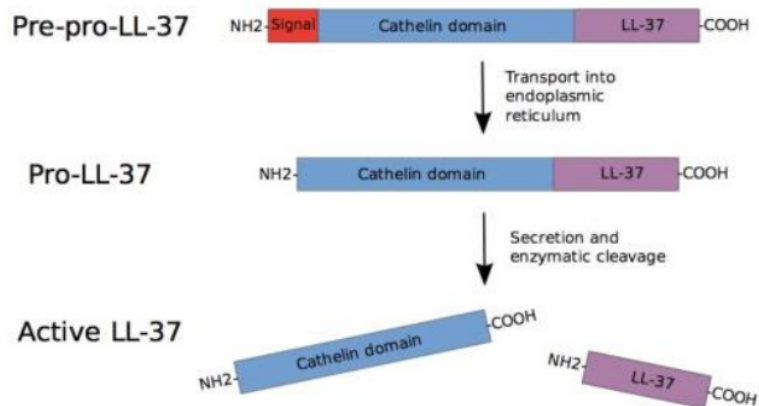 Pre-pro-LL-37
NH2- Signal Cathelin domain LL-37 -COOH
Transport into
endoplasmic
reticulum
Pro-LL-37
NH2- Cathelin domain LL-37 -COOH
Secretion and
enzymatic cleavage
Active LL-37
NH2- Cathelin domain -COOH
NH2- LL-37 -COOH